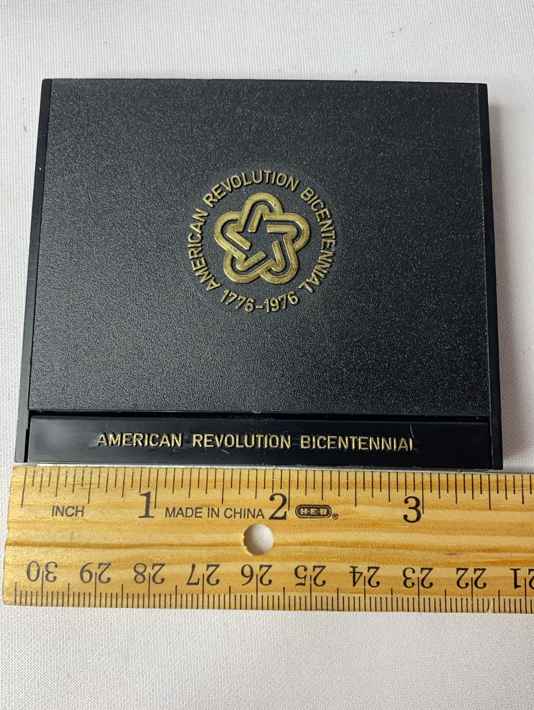 AMERICAN REVOLUTION BICENTENNIAL
1776-1976
AMERICAN REVOLUTION BICENTENNIAL
INCH 1 MADE IN CHINA 2 H-E-B ® 3
30 29 28 27 26 25 24 23 22 21